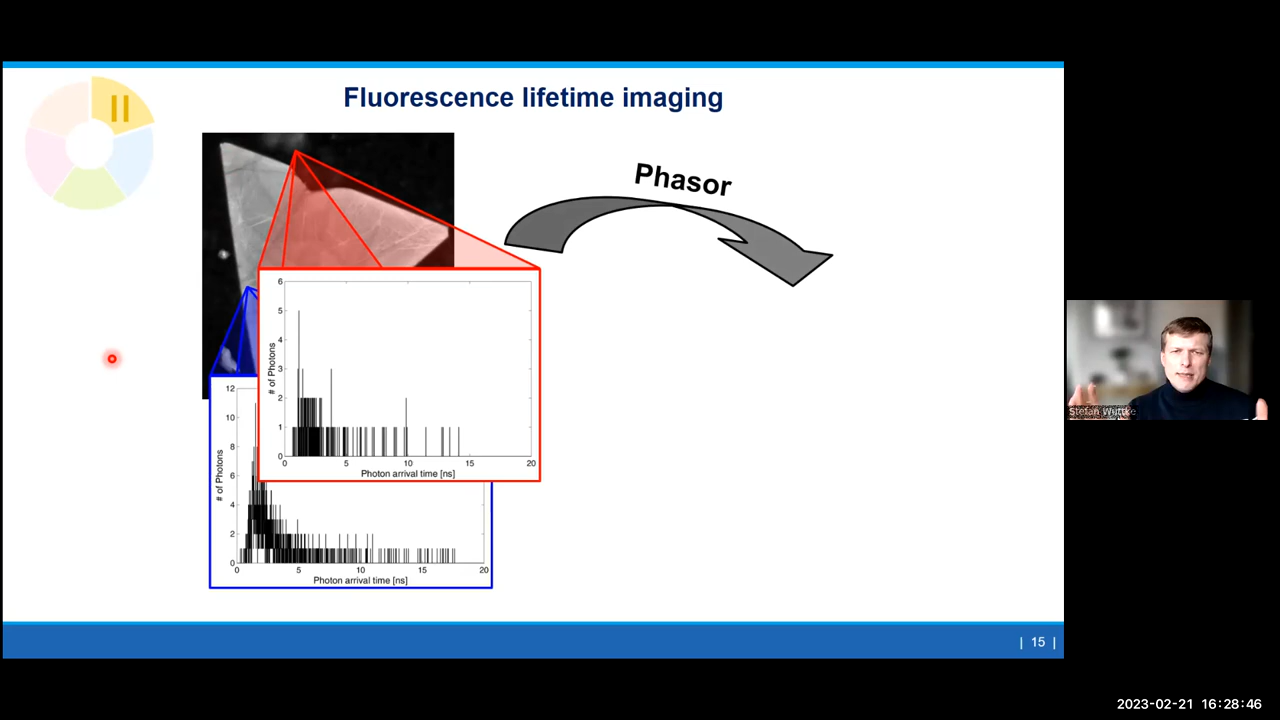 Fluorescence lifetime imaging
II
Phasor
6
5
4
3
2
1
0
# of Photons
0 5 10 15 20
Photon arrival time [ns]
12
10
8
6
4
2
0
# of Photons
0 5 10 15 20
Photon arrival time [ns]
Stefan Wuttke
| 15 |
2023-02-21 16:28:46